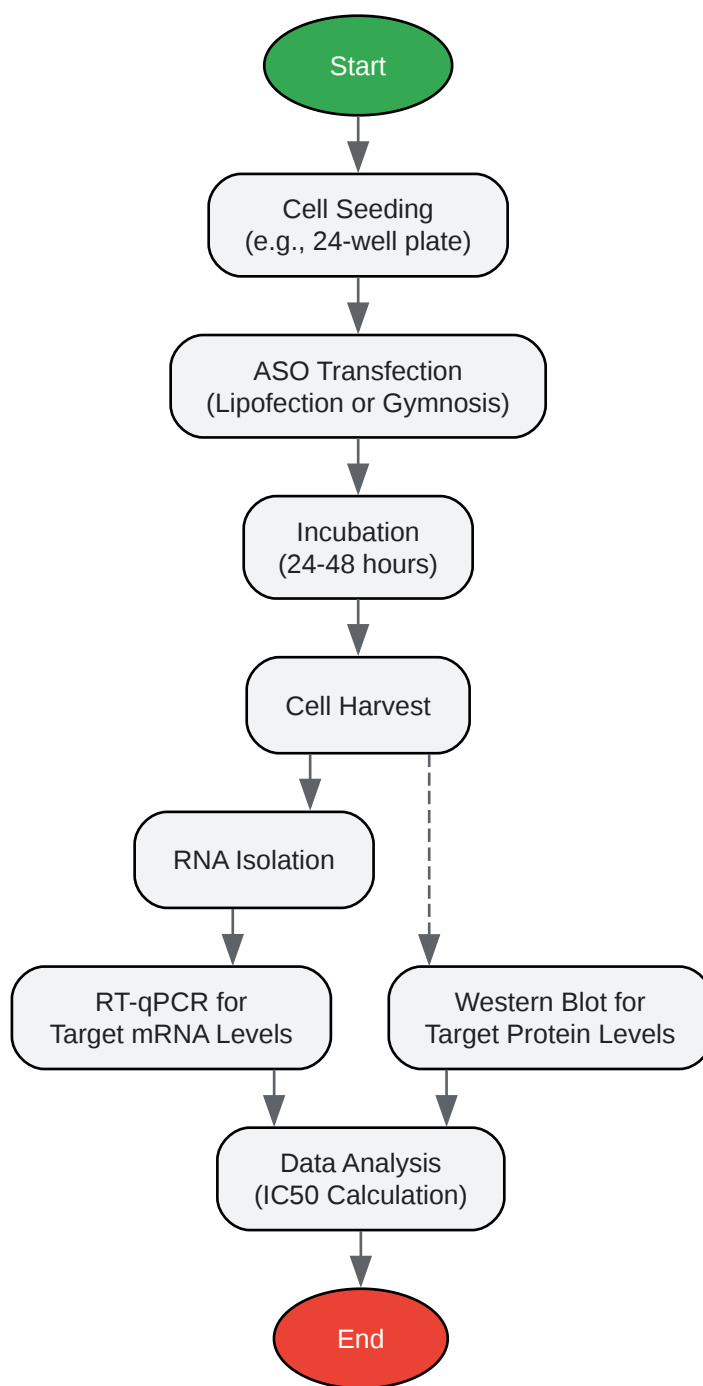 Start
Cell Seeding
(e.g., 24-well plate)
ASO Transfection
(Lipofection or Gymnosis)
Incubation
(24-48 hours)
Cell Harvest
RNA Isolation
RT-qPCR for
Target mRNA Levels
Western Blot for
Target Protein Levels
Data Analysis
(IC50 Calculation)
End